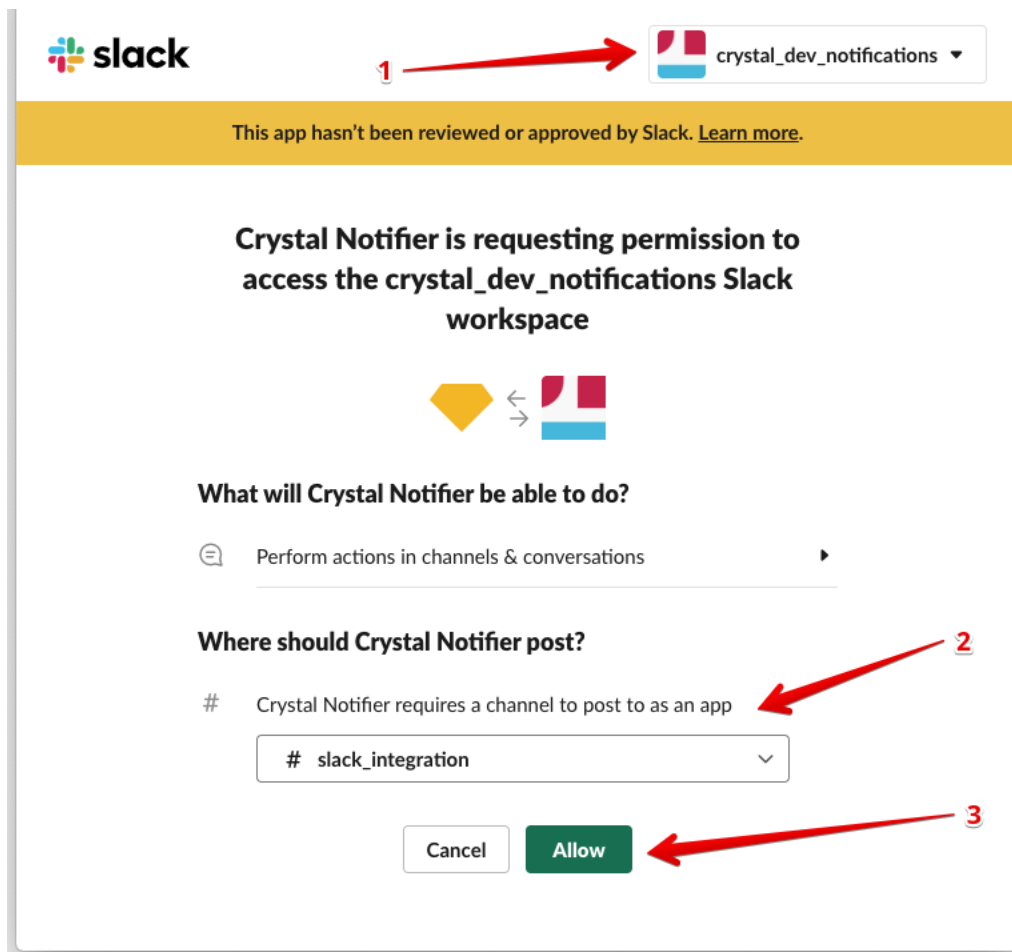 slack
1
crystal_dev_notifications
This app hasn’t been reviewed or approved by Slack. Learn more.
Crystal Notifier is requesting permission to
access the crystal_dev_notifications Slack
workspace
What will Crystal Notifier be able to do?
Perform actions in channels & conversations
Where should Crystal Notifier post?
2
# Crystal Notifier requires a channel to post to as an app
# slack_integration
3
Cancel
Allow